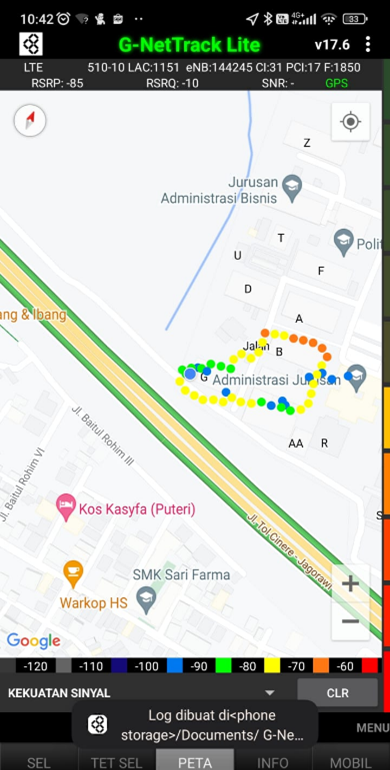 10:42
4G+
33
G-NetTrack Lite
v17.6
LTE 510-10 LAC:1151 eNB:144245 CI:31 PCI:17 F:1850
RSRP: -85 RSRQ: -10 SNR: - GPS
Z
Jurusan
Administrasi Bisnis
T
Polit
U
F
D
ang & Ibang
A
Jalan
B
G
Administrasi Jurusan
AA R
Jl. Baitul Rohim III
Jl. Baitul Rohim VI
Kos Kasyfa (Puteri)
S
Jl. Tol Cinere - Jagorawi
SMK Sari Farma
Warkop HS
+
−
Google
-120 -110 -100 -90 -80 -70 -60
KEKUATAN SINYAL
CLR
Log dibuat di<phone
storage>/Documents/ G-Ne...
MENU
SEL TET SEL PETA INFO MOBIL